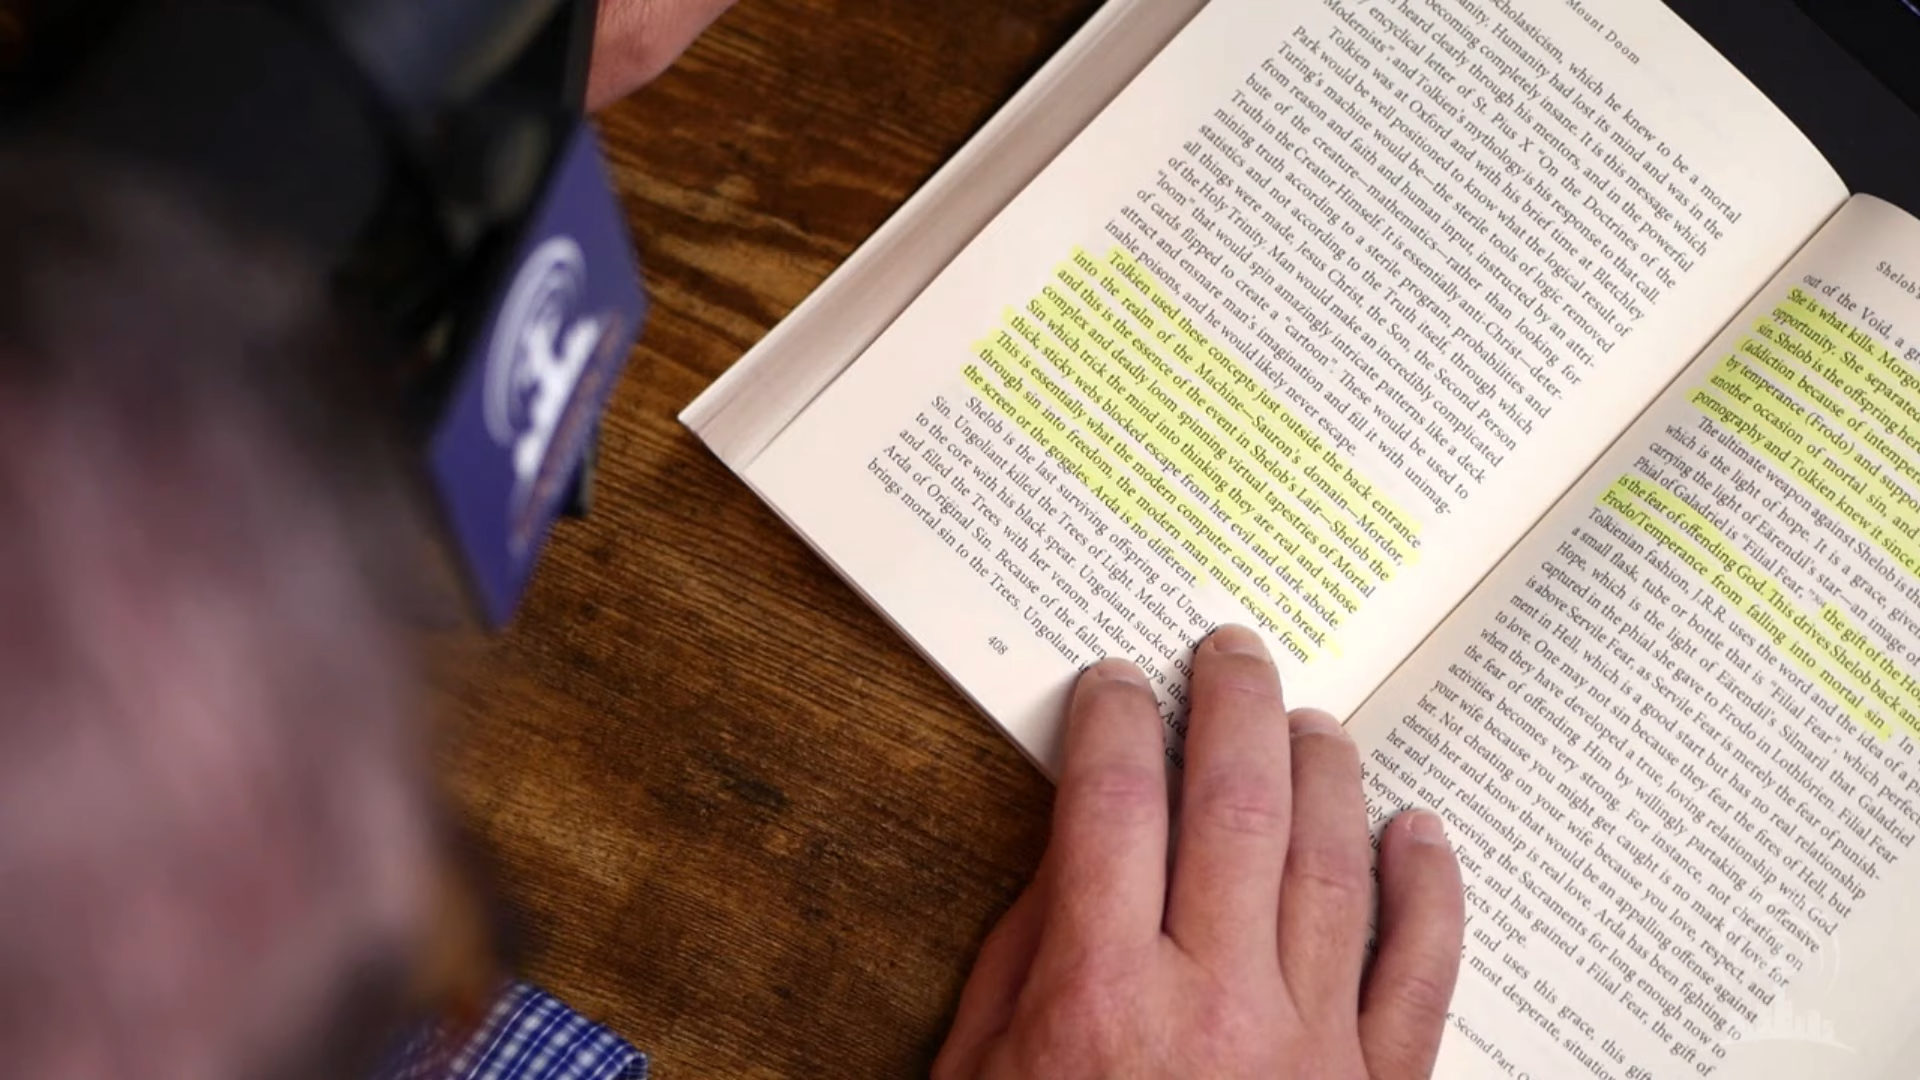 Mount Doom
Scholasticism, which he knew to be a mortal
anity. Humanity had lost its mind and was in the
becoming completely insane. It is this message which
heard clearly through his mentors, and in the powerful
encyclical letter of St. Pius X "On the Doctrines of the
Modernists", and Tolkien's mythology is his response to that call.
Tolkien was at Oxford and with his brief time at Bletchley
Park would be well positioned to know what the logical result of
Turing's machine would be—the sterile tools of logic removed
from reason and faith and human input, instructed by an attri-
bute of the creature—mathematics—rather than looking for
Truth in the Creator Himself. It is essentially anti-Christ—deter-
mining truth according to a sterile program, probabilities and
statistics and not according to the Truth itself, through which
all things were made, Jesus Christ, the Son, the Second Person
of the Holy Trinity. Man would make an incredibly complicated
"loom" that would spin amazingly intricate patterns like a deck
of cards flipped to create a "cartoon". These would be used to
attract and ensnare man's imagination and fill it with unimag-
inable poisons, and he would likely never escape.
Tolkien used these concepts just outside the back entrance
into the realm of the Machine—Sauron's domain—Mordor
and this is the essence of the event in Shelob's Lair—Shelob the
complex and deadly loom spinning virtual tapestries of Mortal
Sin which trick the mind into thinking they are real and whose
thick, sticky webs blocked escape from her evil and dark abode.
This is essentially what the modern computer can do. To break
through sin, into freedom, the modern man must escape from
the screen or the goggles. Arda is no different
Shelob is the last surviving offspring of Ungol
Sin. Ungoliant killed the Trees of Light. Melkor wo
to the core with his black spear. Ungoliant sucked ou
and filled the Trees with her venom. Melkor plays the
Arda of Original Sin. Because of the fallen
brings mortal sin to the Trees. Ungoliant i
408
Shelob's
out of the Void, a gi
She is what kills. Morgo
opportunity. She separated
sin. Shelob is the offspring her
(addiction because of intemper
by temperance (Frodo) and suppo
another occasion of mortal sin, and
pornography and Tolkien knew it since
The ultimate weapon against Shelob is th
which is the light of hope. It is a grace, give
carrying the light of Eärendil's star—an image o
Phial of Galadriel is "Filial Fear," "the gift of the Ho
is the fear of offending God. This drives Shelob back and
Frodo/Temperance from falling into mortal sin. In
Tolkienian fashion, J.R.R. uses the word and the idea of a p
a small flask, tube or bottle that is "Filial Fear", which perfec
Hope, which is the light of Eärendil's Silmaril that Galadriel
captured in the phial she gave to Frodo in Lothlórien. Filial Fear
is above Servile Fear, as Servile Fear is merely the fear of punish-
ment in Hell, which is a good start but has no real relationship
to love. One may not sin because they fear the fires of Hell, but
when they have developed a true, loving relationship with God
the fear of offending Him by willingly partaking in offensive
activities becomes very strong. For instance, not cheating on
your wife because you might get caught is no mark of love for
her. Not cheating on your wife because you love, respect, and
cherish her and know that would be an appalling offense against
her and your relationship is real love. Arda has been fighting to
resist sin and receiving the Sacraments for long enough now to
beyond Fear, and has gained a Filial Fear, the gift of
fects Hope.
and uses this grace, this gift
most desperate, situation
e Second Part, Q